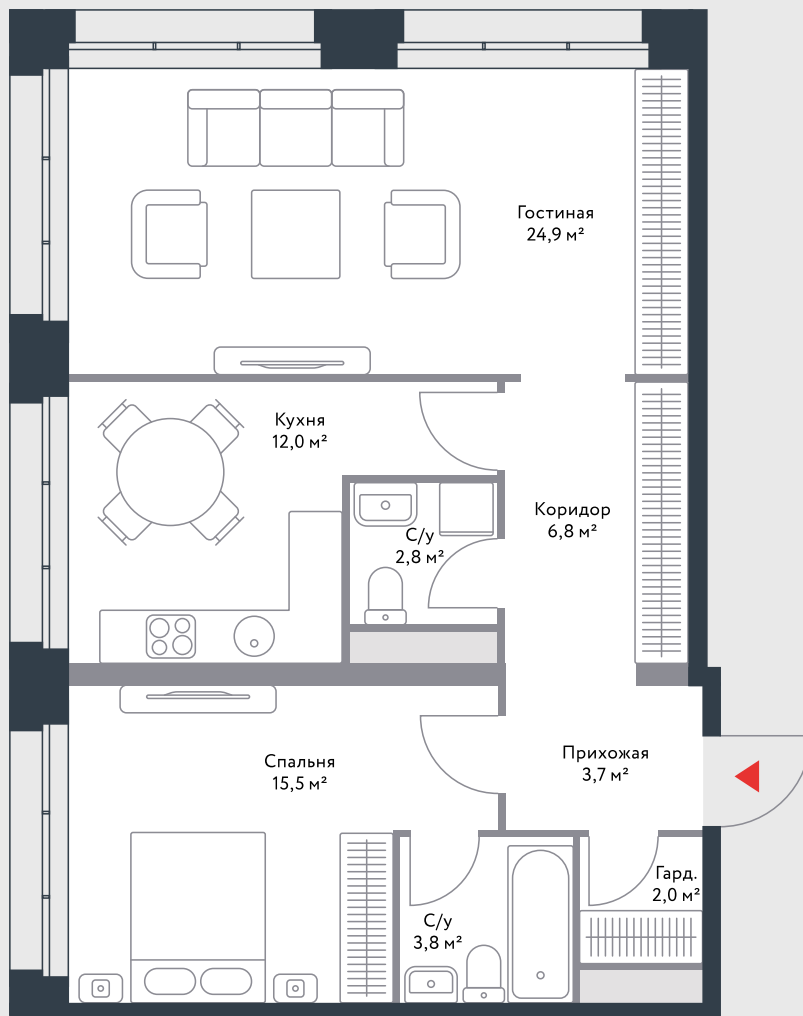 Гостиная
24,9 м²
Кухня
12,0 м²
Коридор
6,8 м²
С/у
2,8 м²
Спальня
15,5 м²
Прихожая
3,7 м²
Гард.
2,0 м²
С/у
3,8 м²